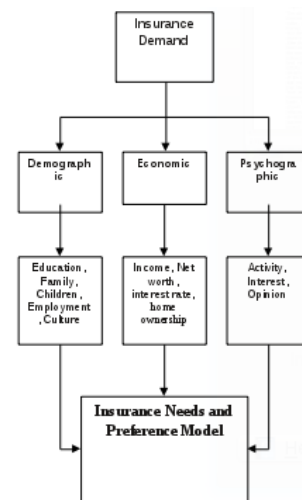 Insurance
Demand
Demograph
ic
Economic
Psychogra
phic
Education,
Family,
Children,
Employment
, Culture
Income, Net
worth,
interest rate,
home
ownership
Activity,
Interest,
Opinion
Insurance Needs and
Preference Model